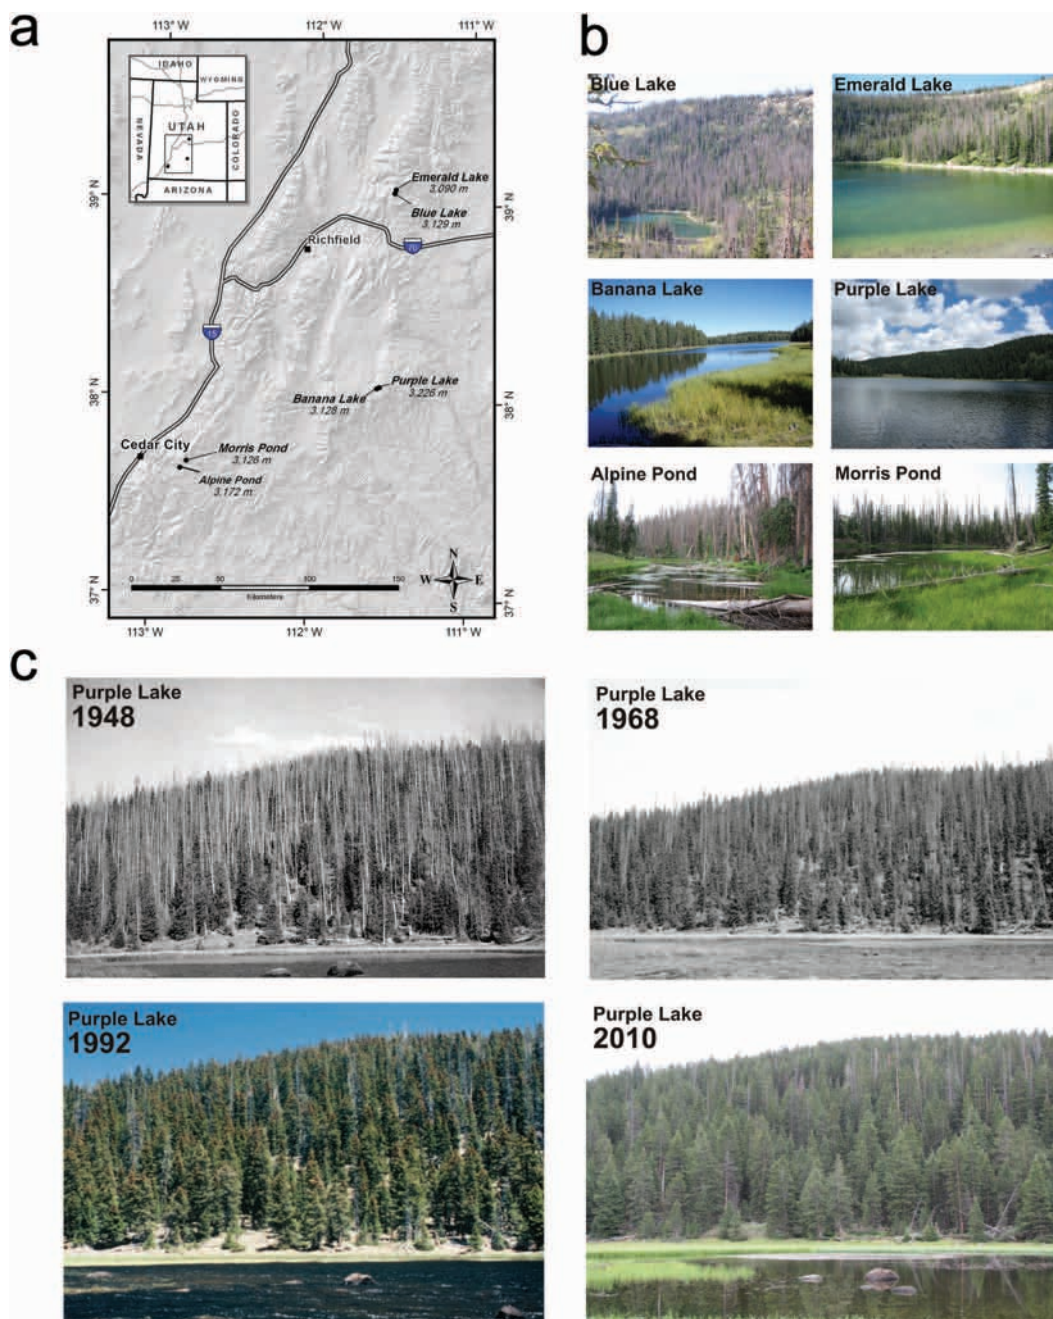 a
113° W
112° W
111° W
IDAHO
WYOMING
NEVADA
UTAH
COLORADO
ARIZONA
39° N
39° N
Emerald Lake
3,090 m
Blue Lake
3,129 m
Richfield
70
15
38° N
38° N
Purple Lake
3,226 m
Banana Lake
3,128 m
Cedar City
Morris Pond
3,126 m
Alpine Pond
3,172 m
N
W E
S
0 25 50 100 150
Kilometers
37° N
37° N
113° W
112° W
111° W
b
Blue Lake
Emerald Lake
Banana Lake
Purple Lake
Alpine Pond
Morris Pond
c
Purple Lake
1948
Purple Lake
1968
Purple Lake
1992
Purple Lake
2010